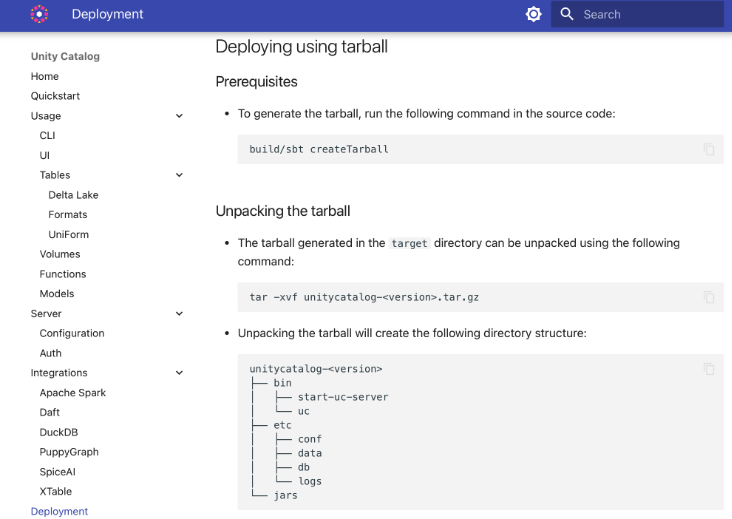 Deployment
Search
Unity Catalog
Home
Quickstart
Usage
CLI
UI
Tables
Delta Lake
Formats
UniForm
Volumes
Functions
Models
Server
Configuration
Auth
Integrations
Apache Spark
Daft
DuckDB
PuppyGraph
SpiceAI
XTable
Deployment
Deploying using tarball
Prerequisites
• To generate the tarball, run the following command in the source code:
build/sbt createTarball
Unpacking the tarball
• The tarball generated in the target directory can be unpacked using the following
command:
tar -xvf unitycatalog-<version>.tar.gz
• Unpacking the tarball will create the following directory structure:
unitycatalog-<version>
├── bin
│   ├── start-uc-server
│   └── uc
├── etc
│   ├── conf
│   ├── data
│   ├── db
│   └── logs
└── jars